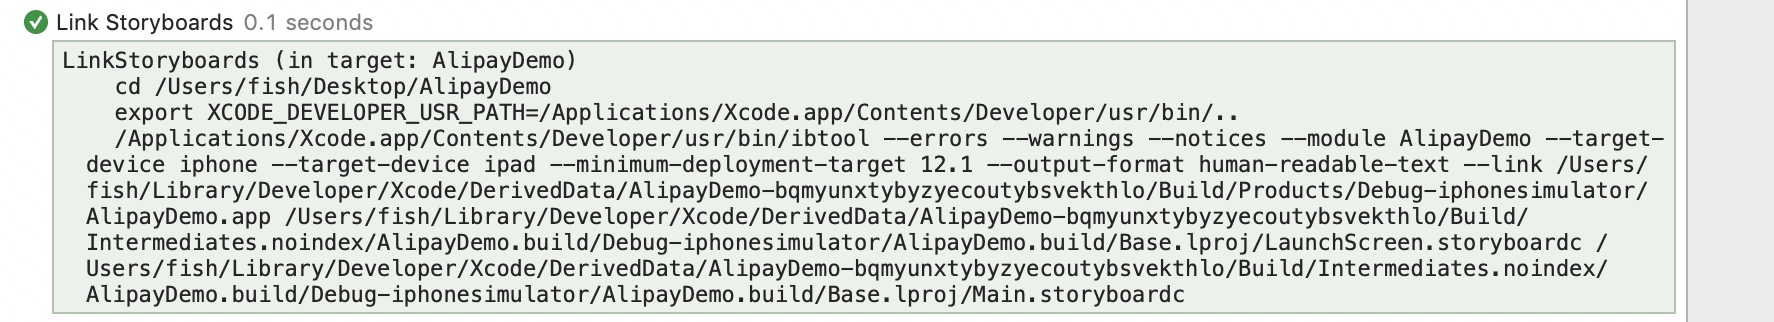 Link Storyboards 0.1 seconds
LinkStoryboards (in target: AlipayDemo)
cd /Users/fish/Desktop/AlipayDemo
export XCODE_DEVELOPER_USR_PATH=/Applications/Xcode.app/Contents/Developer/usr/bin/..
/Applications/Xcode.app/Contents/Developer/usr/bin/ibtool --errors --warnings --notices --module AlipayDemo --target-
device iphone --target-device ipad --minimum-deployment-target 12.1 --output-format human-readable-text --link /Users/
fish/Library/Developer/Xcode/DerivedData/AlipayDemo-bqmyunxtybyzyecoutybsvekthlo/Build/Products/Debug-iphonesimulator/
AlipayDemo.app /Users/fish/Library/Developer/Xcode/DerivedData/AlipayDemo-bqmyunxtybyzyecoutybsvekthlo/Build/
Intermediates.noindex/AlipayDemo.build/Debug-iphonesimulator/AlipayDemo.build/Base.lproj/LaunchScreen.storyboardc /
Users/fish/Library/Developer/Xcode/DerivedData/AlipayDemo-bqmyunxtybyzyecoutybsvekthlo/Build/Intermediates.noindex/
AlipayDemo.build/Debug-iphonesimulator/AlipayDemo.build/Base.lproj/Main.storyboardc